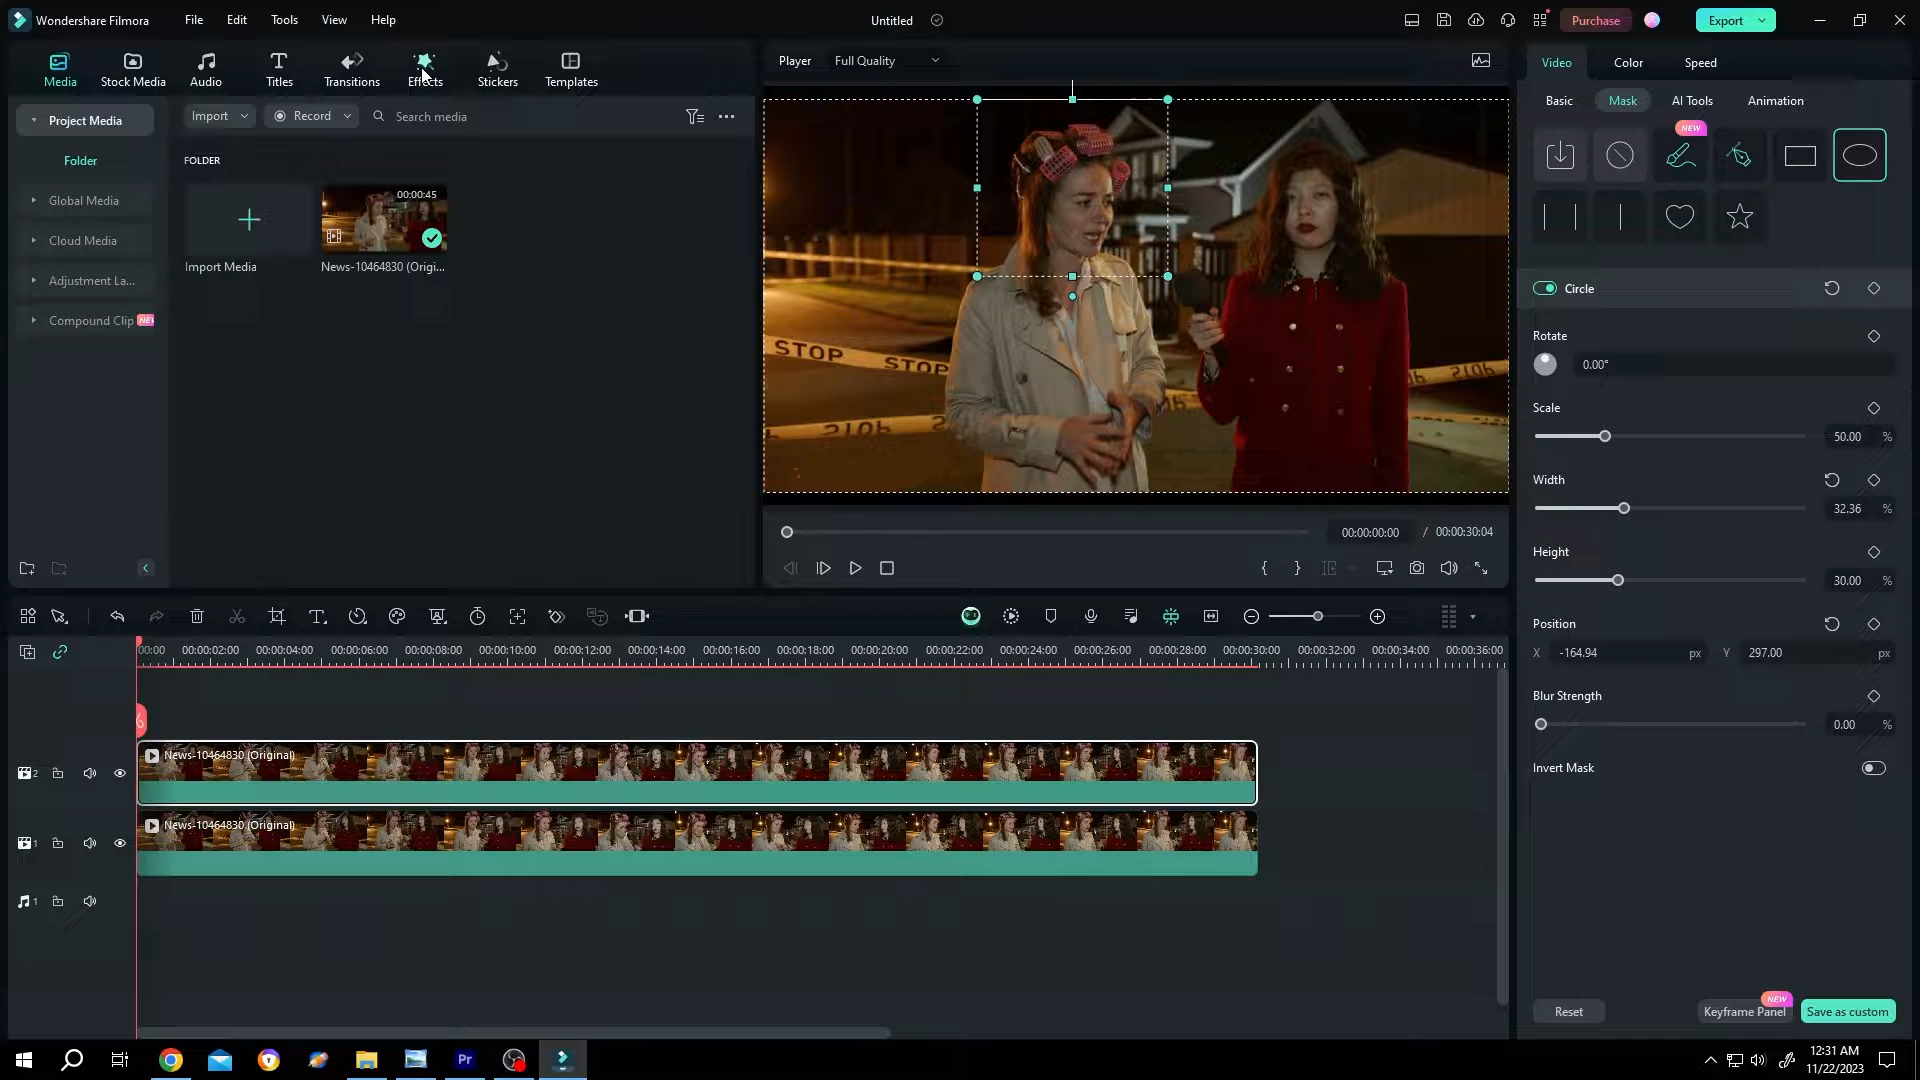 Wondershare Filmora
File
Edit
Tools
View
Help
Untitled
Purchase
Export
Media
Stock Media
Audio
Titles
Transitions
Effects
Stickers
Templates
Player
Full Quality
Video
Color
Speed
Project Media
Import
Record
Search media
Basic
Mask
AI Tools
Animation
NEW
Folder
FOLDER
Global Media
00:00:45
Cloud Media
Import Media
News-10464830 (Origi...
Adjustment La...
Compound Clip
NEW
STOP
STOP
STOP
Circle
Rotate
0.00°
Scale
50.00 %
Width
32.36 %
Height
30.00 %
Position
X -164.94 px Y 297.00 px
Blur Strength
0.00 %
Invert Mask
00:00:00:00 / 00:00:30:04
00:00 00:00:02:00 00:00:04:00 00:00:06:00 00:00:08:00 00:00:10:00 00:00:12:00 00:00:14:00 00:00:16:00 00:00:18:00 00:00:20:00 00:00:22:00 00:00:24:00 00:00:26:00 00:00:28:00 00:00:30:00 00:00:32:00 00:00:34:00 00:00:36:00
News-10464830 (Original)
2
News-10464830 (Original)
1
1
NEW
Reset
Keyframe Panel
Save as custom
Pr
12:31 AM
11/22/2023